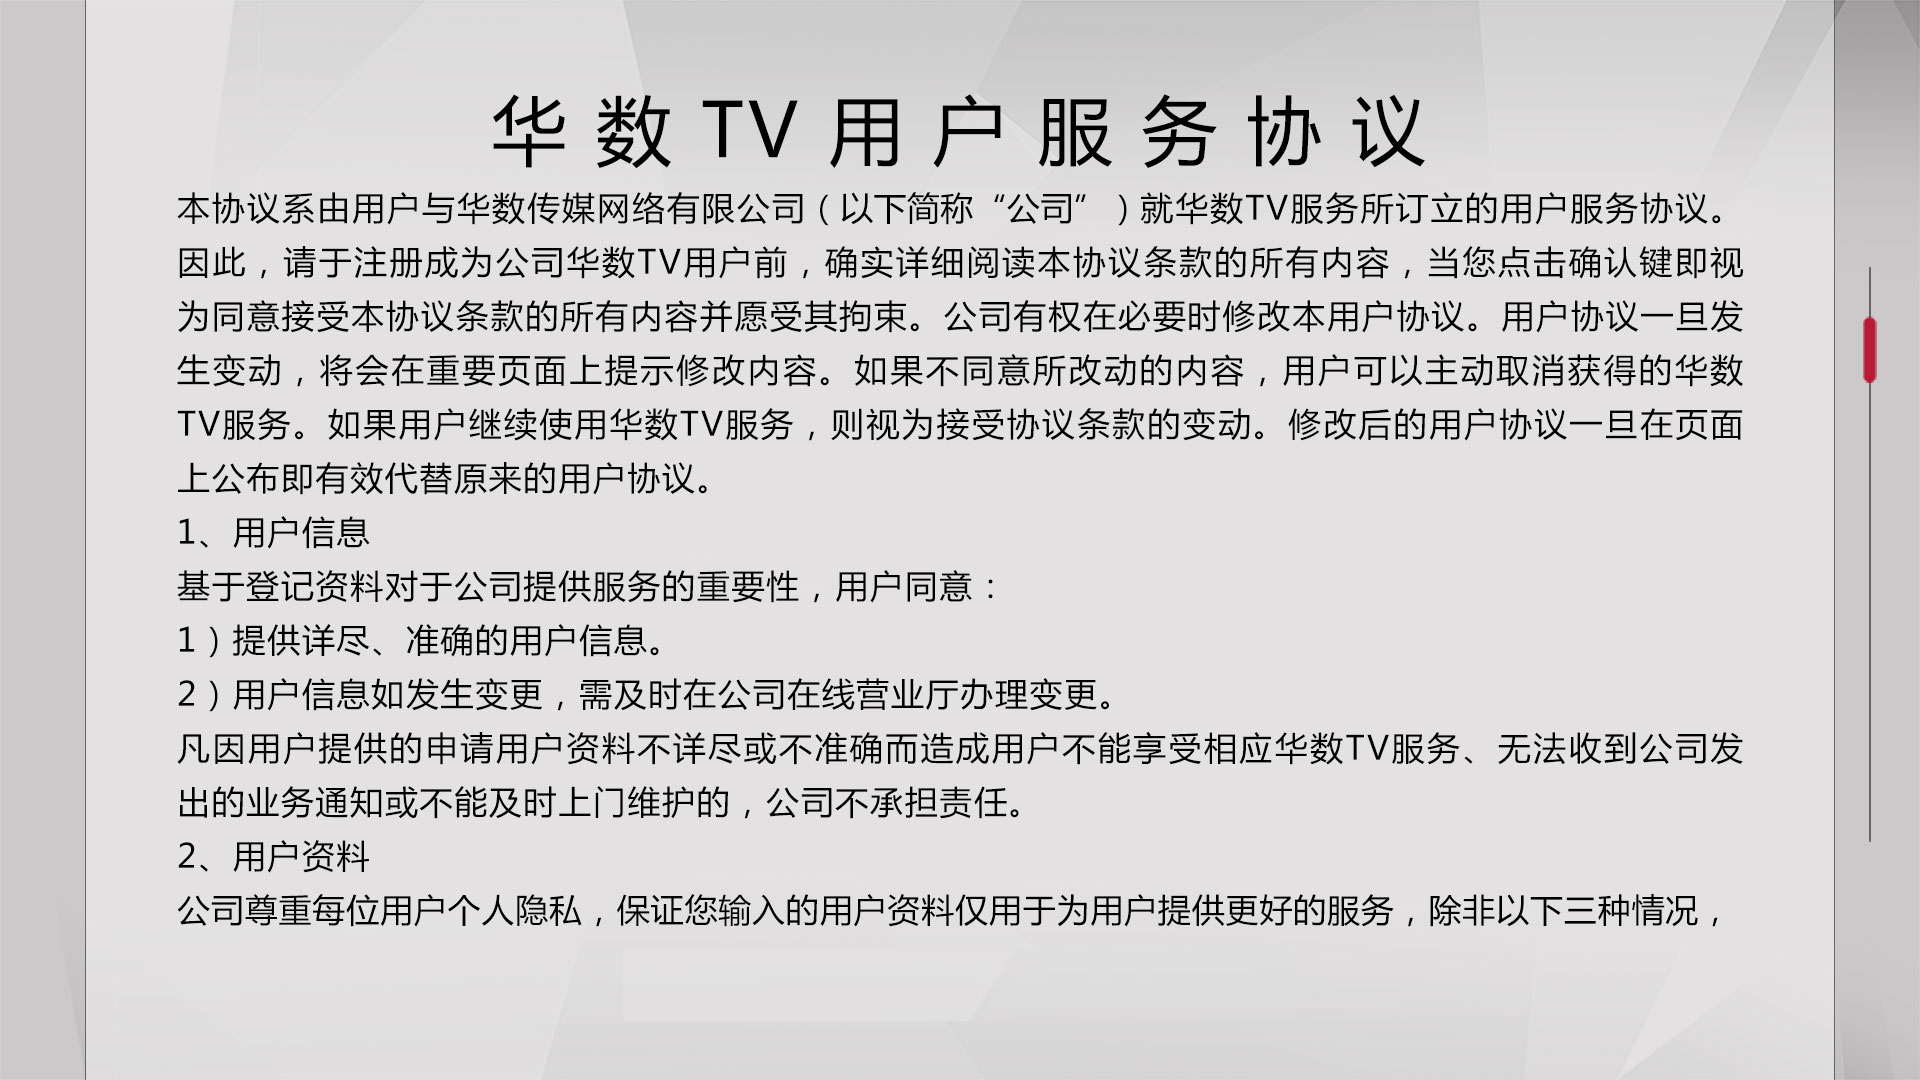 华数TV用户服务协议
本协议系由用户与华数传媒网络有限公司（以下简称“公司”）就华数TV服务所订立的用户服务协议。
因此，请于注册成为公司华数TV用户前，确实详细阅读本协议条款的所有内容，当您点击确认键即视
为同意接受本协议条款的所有内容并愿受其拘束。公司有权在必要时修改本用户协议。用户协议一旦发
生变动，将会在重要页面上提示修改内容。如果不同意所改动的内容，用户可以主动取消获得的华数
TV服务。如果用户继续使用华数TV服务，则视为接受协议条款的变动。修改后的用户协议一旦在页面
上公布即有效代替原来的用户协议。
1、用户信息
基于登记资料对于公司提供服务的重要性，用户同意：
1）提供详尽、准确的用户信息。
2）用户信息如发生变更，需及时在公司在线营业厅办理变更。
凡因用户提供的申请用户资料不详尽或不准确而造成用户不能享受相应华数TV服务、无法收到公司发
出的业务通知或不能及时上门维护的，公司不承担责任。
2、用户资料
公司尊重每位用户个人隐私，保证您输入的用户资料仅用于为用户提供更好的服务，除非以下三种情况，